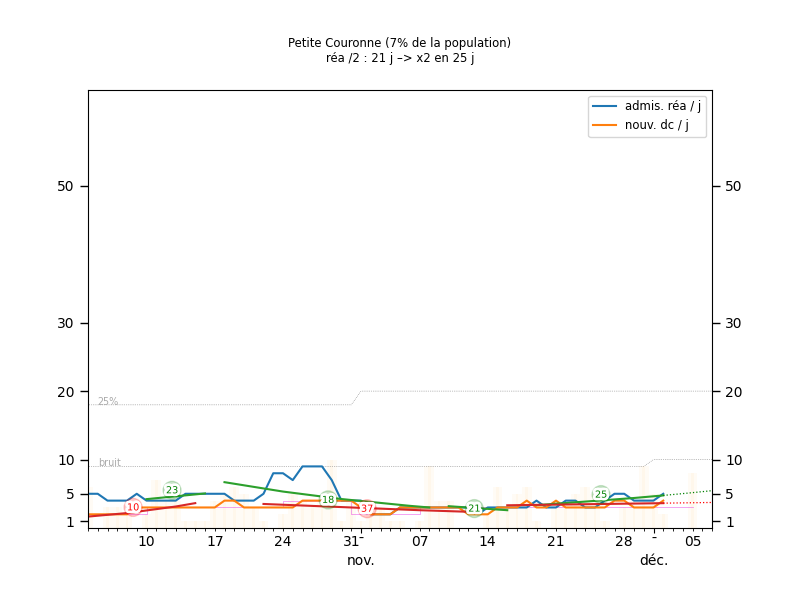 Petite Couronne (7% de la population)
réa /2 : 21 j –> x2 en 25 j
admis. réa / j
nouv. dc / j
50 50
30 30
25%
20 20
bruit
10 10
23 18 25
5 5
10 37 21
1 1
10 17 24 31 07 14 21 28 - 05
nov. déc.